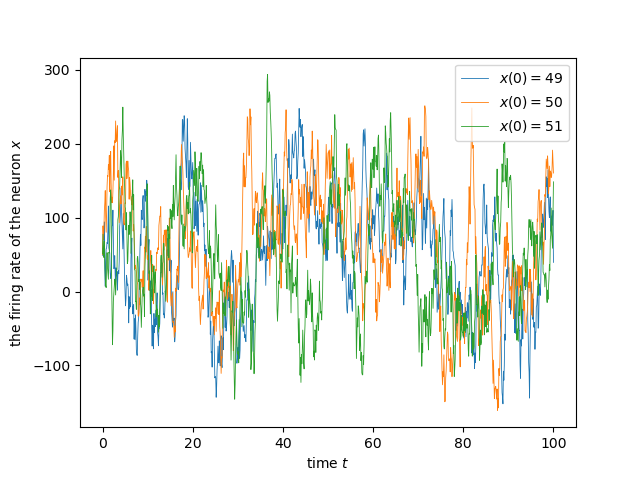 x(0) = 49
x(0) = 50
x(0) = 51
the firing rate of the neuron x
300
200
100
0
−100
0 20 40 60 80 100
time t